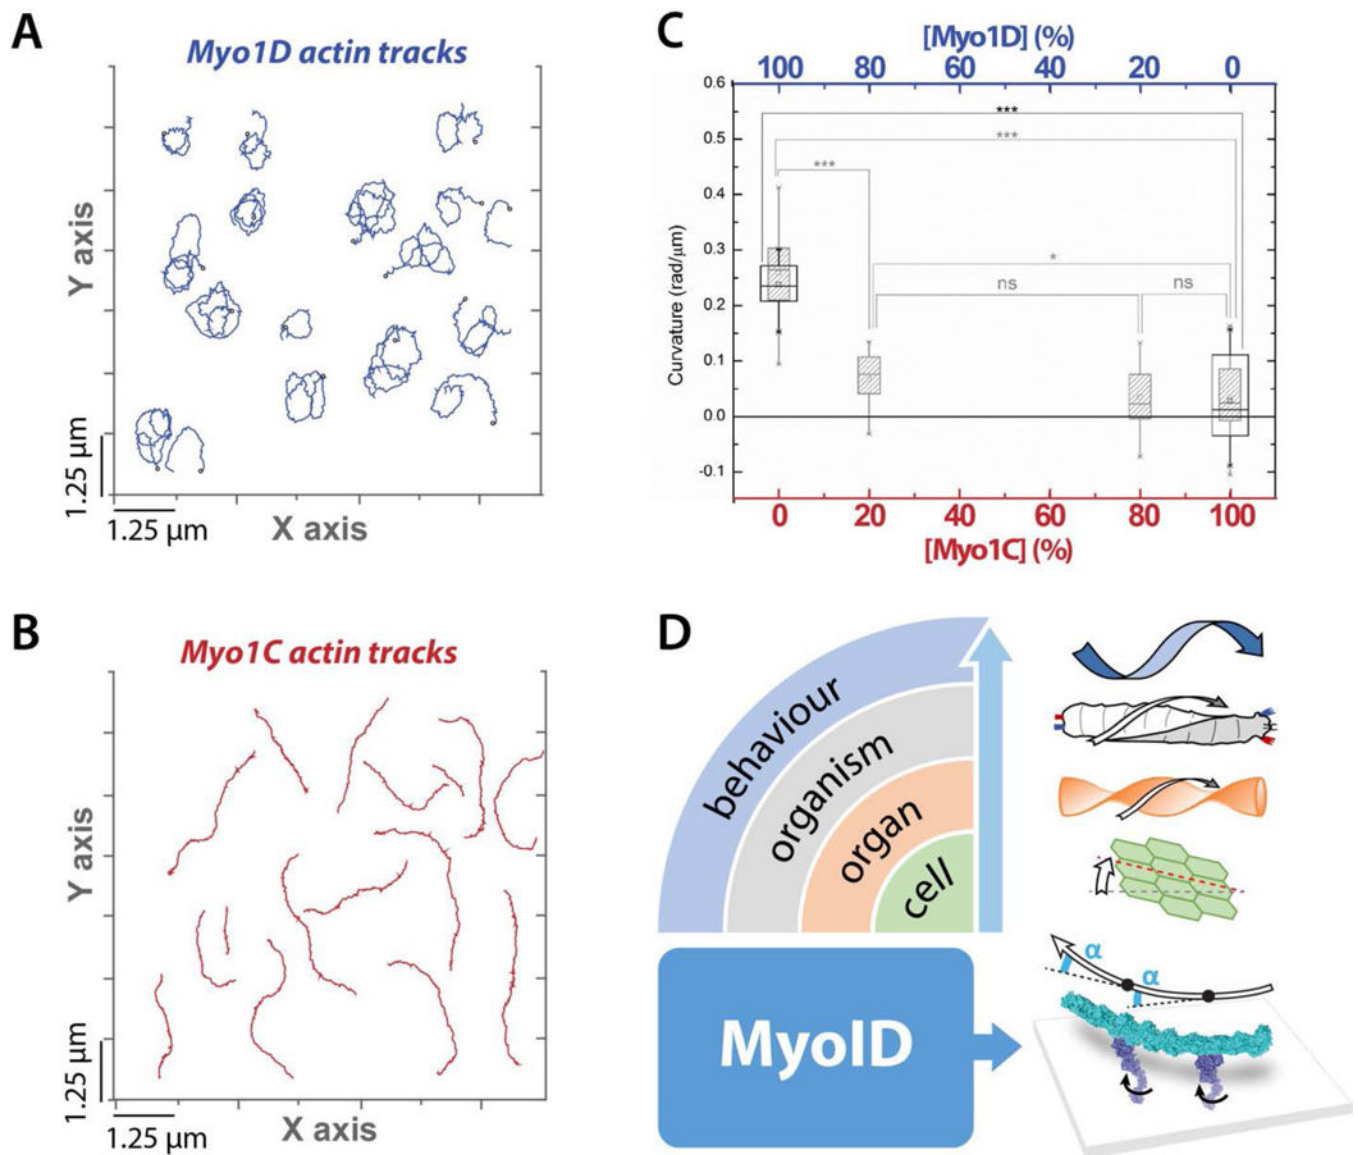 A
Myo1D actin tracks
Y axis
1.25 µm
1.25 µm
X axis
B
Myo1C actin tracks
Y axis
1.25 µm
1.25 µm
X axis
C
[Myo1D] (%)
100 80 60 40 20 0
0.6
0.5
0.4
0.3
0.2
0.1
0.0
-0.1
Curvature (rad/µm)
***
***
***
*
ns
ns
0 20 40 60 80 100
[Myo1C] (%)
D
behaviour
organism
organ
cell
MyoID
α
α